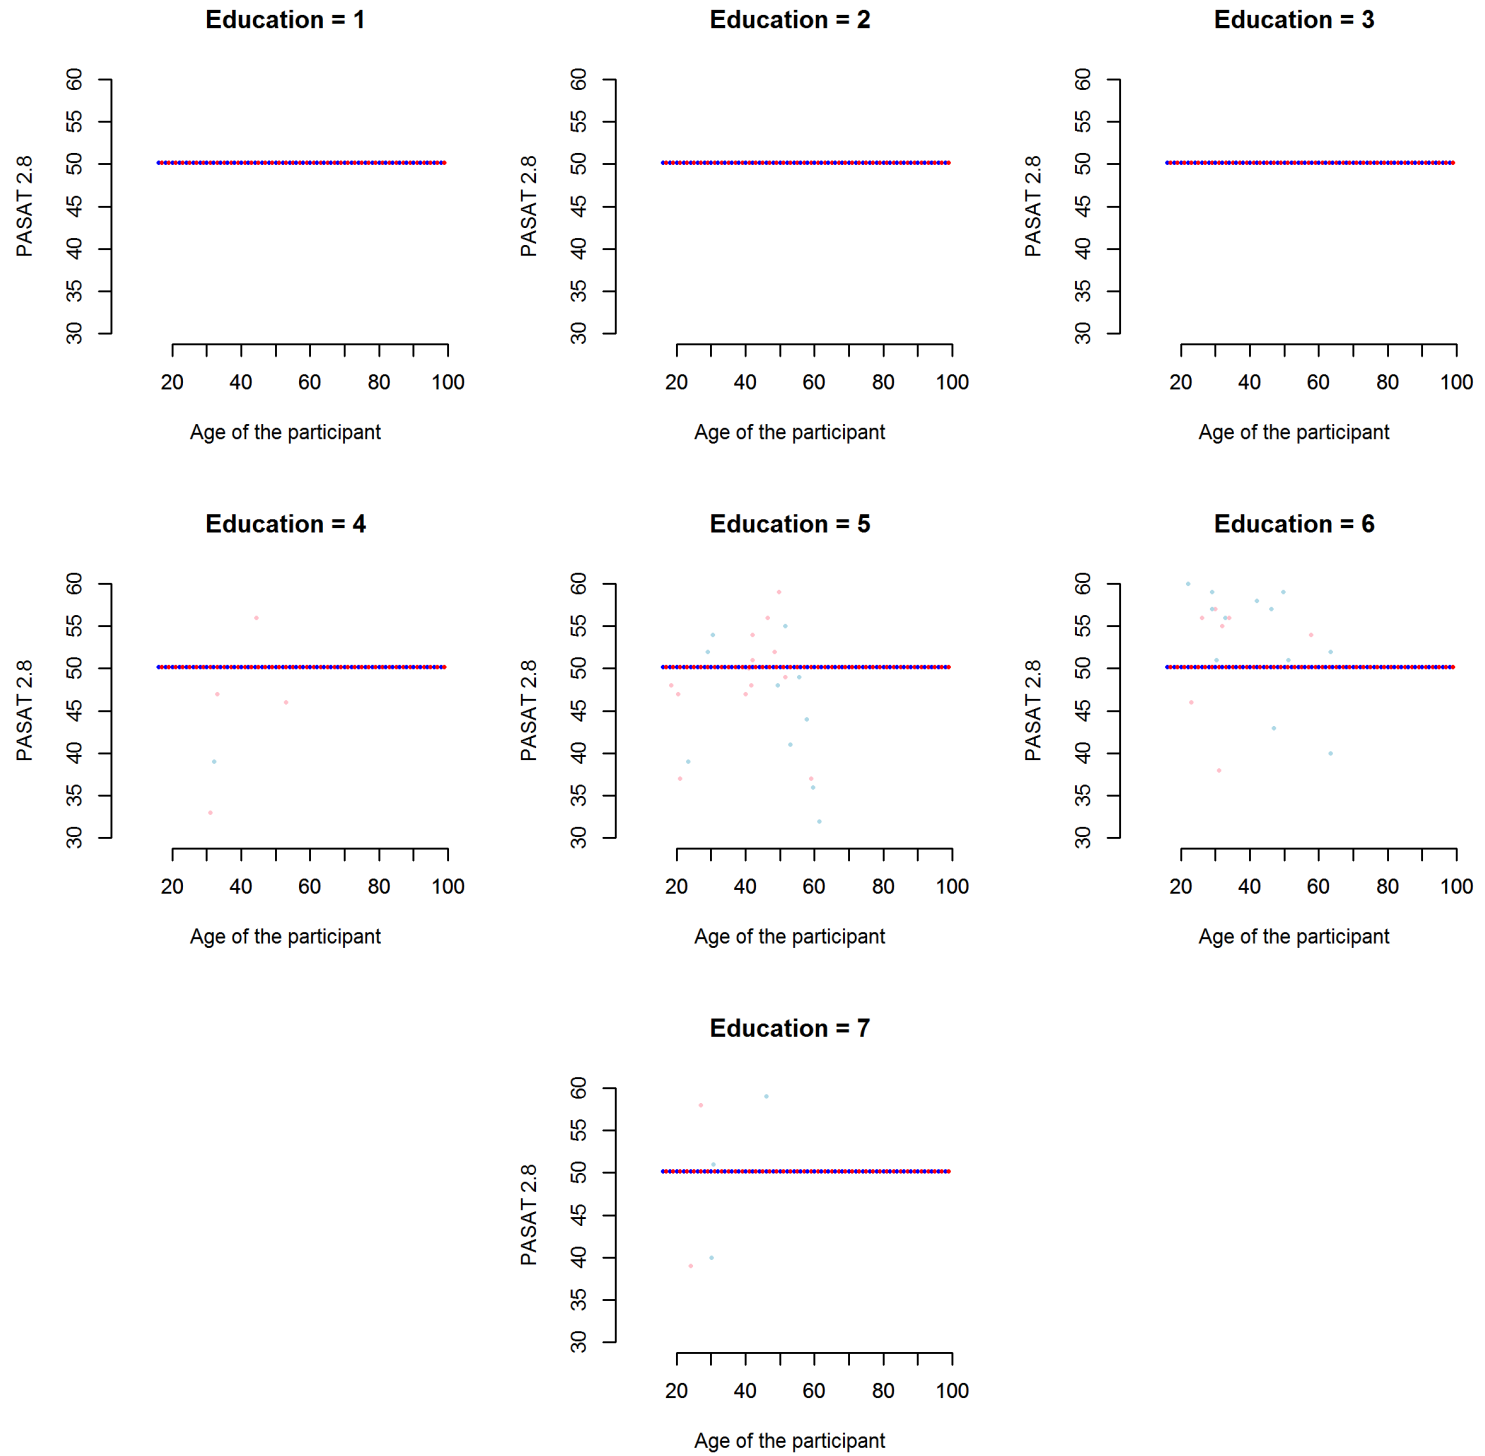 Education = 1
PASAT 2.8
60
55
50
45
40
35
30
20 40 60 80 100
Age of the participant
Education = 2
PASAT 2.8
60
55
50
45
40
35
30
20 40 60 80 100
Age of the participant
Education = 3
PASAT 2.8
60
55
50
45
40
35
30
20 40 60 80 100
Age of the participant
Education = 4
PASAT 2.8
60
55
50
45
40
35
30
20 40 60 80 100
Age of the participant
Education = 5
PASAT 2.8
60
55
50
45
40
35
30
20 40 60 80 100
Age of the participant
Education = 6
PASAT 2.8
60
55
50
45
40
35
30
20 40 60 80 100
Age of the participant
Education = 7
PASAT 2.8
60
55
50
45
40
35
30
20 40 60 80 100
Age of the participant